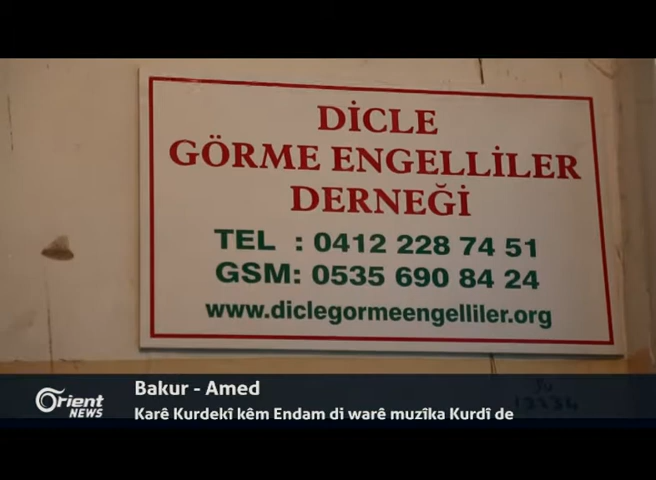 DİCLE
GÖRME ENGELLİLER
DERNEĞİ
TEL : 0412 228 74 51
GSM: 0535 690 84 24
www.diclegormeengelliler.org
Orient
NEWS
Bakur - Amed
Karê Kurdekî kêm Endam di warê muzîka Kurdî de